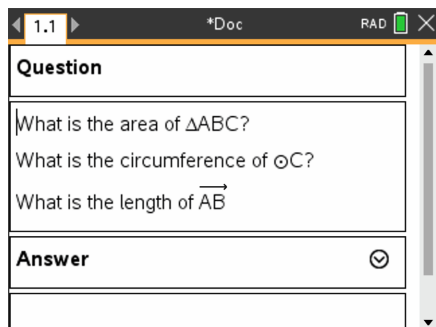 1.1 *Doc RAD
Question
What is the area of ∆ABC?
What is the circumference of ⊙C?
What is the length of A͞B⃗
Answer